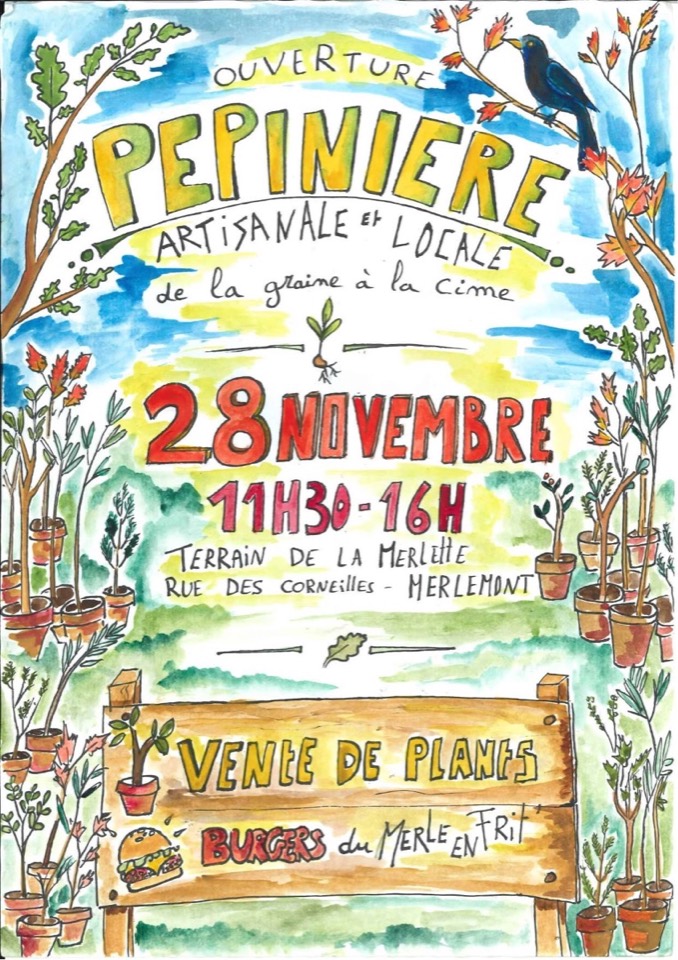 OUVERTURE
PEPINIERE
ARTISANALE ET LOCALE
de la graine à la cime
28 NOVEMBRE
11H30-16H
TERRAIN DE LA MERLETTE
RUE DES CORNEILLES - MERLEMONT
VENTE DE PLANTS
BURGERS du MERLE EN FRIT'